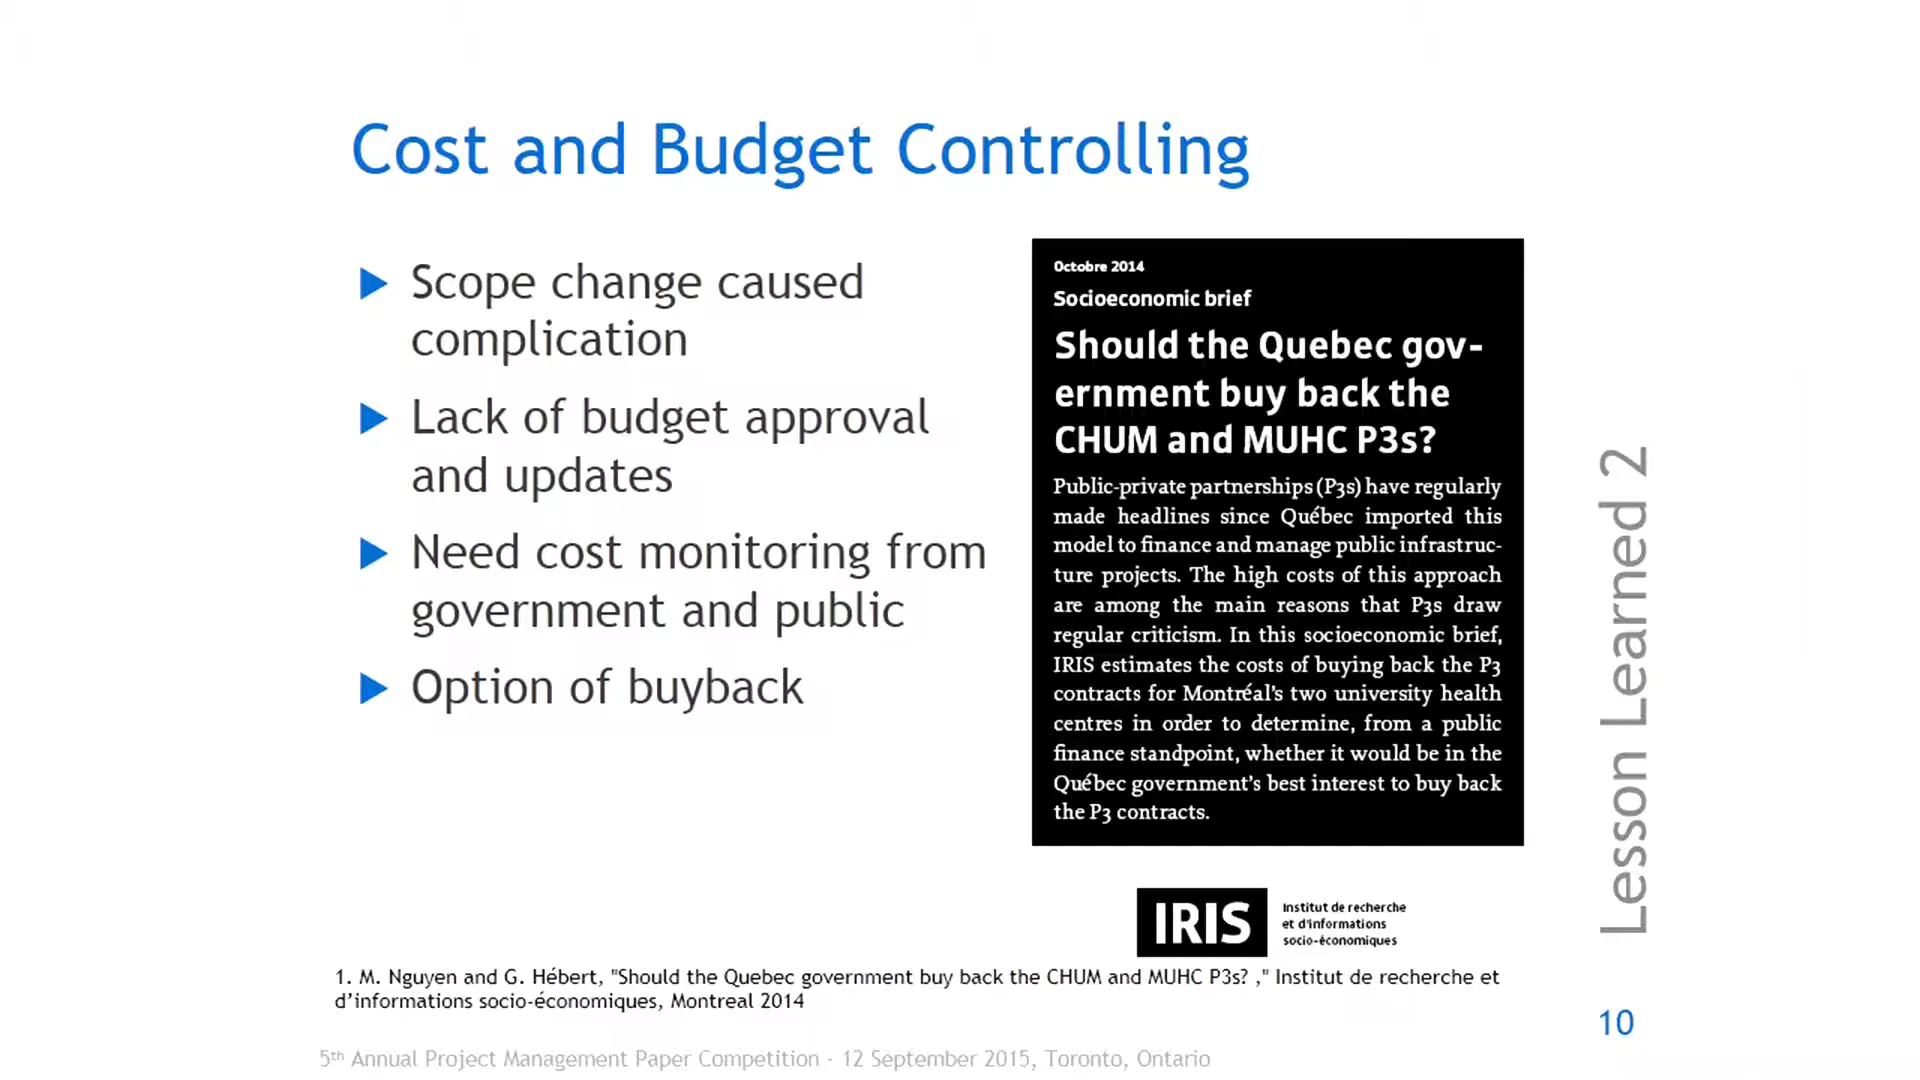 Cost and Budget Controlling
Scope change caused
complication
Lack of budget approval
and updates
Need cost monitoring from
government and public
Option of buyback
Octobre 2014
Socioeconomic brief
Should the Quebec gov-
ernment buy back the
CHUM and MUHC P3s?
Public-private partnerships (P3s) have regularly
made headlines since Québec imported this
model to finance and manage public infrastruc-
ture projects. The high costs of this approach
are among the main reasons that P3s draw
regular criticism. In this socioeconomic brief,
IRIS estimates the costs of buying back the P3
contracts for Montréal's two university health
centres in order to determine, from a public
finance standpoint, whether it would be in the
Québec government's best interest to buy back
the P3 contracts.
IRIS
Institut de recherche
et d'informations
socio-économiques
Lesson Learned 2
1. M. Nguyen and G. Hébert, "Should the Quebec government buy back the CHUM and MUHC P3s? ," Institut de recherche et
d'informations socio-économiques, Montreal 2014
10
5th Annual Project Management Paper Competition - 12 September 2015, Toronto, Ontario